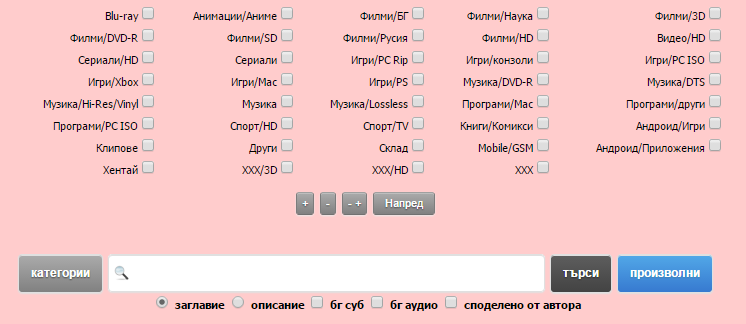 Blu-ray Анимации/Аниме Филми/БГ Филми/Наука Филми/3D
Филми/DVD-R Филми/SD Филми/Русия Филми/HD Видео/HD
Сериали/HD Сериали Игри/PC Rip Игри/конзоли Игри/PC ISO
Игри/Xbox Игри/Mac Игри/PS Музика/DVD-R Музика/DTS
Музика/Hi-Res/Vinyl Музика Музика/Lossless Програми/Mac Програми/други
Програми/PC ISO Спорт/HD Спорт/TV Книги/Комикси Андроид/Игри
Клипове Други Склад Mobile/GSM Андроид/Приложения
Хентай XXX/3D XXX/HD XXX
+ - - + Напред
категории търси произволни
заглавие описание бг суб бг аудио споделено от автора